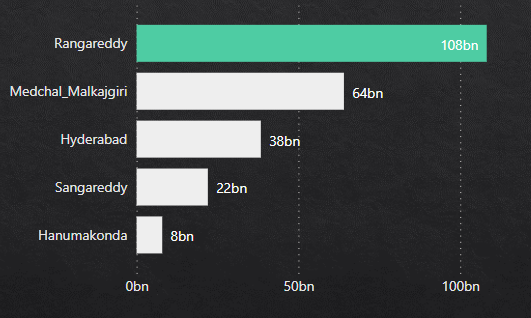 Rangareddy 108bn
Medchal_Malkajgiri 64bn
Hyderabad 38bn
Sangareddy 22bn
Hanumakonda 8bn
0bn 50bn 100bn